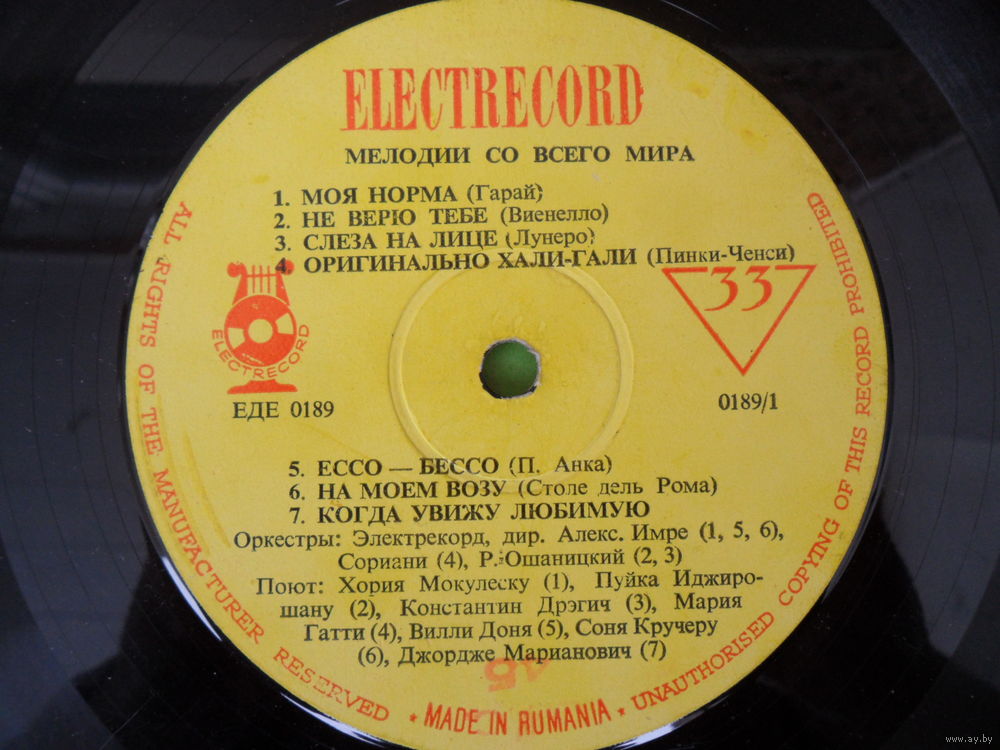 ELECTRECORD
МЕЛОДИИ СО ВСЕГО МИРА
1. МОЯ НОРМА (Гарай)
2. НЕ ВЕРЮ ТЕБЕ (Виенелло)
3. СЛЕЗА НА ЛИЦЕ (Лунеро)
4. ОРИГИНАЛЬНО ХАЛИ-ГАЛИ (Пинки-Ченси)
33
ELECTRECORD
ЕДЕ 0189
0189/1
5. ЕССО — БЕССО (П. Анка)
6. НА МОЕМ ВОЗУ (Столе дель Рома)
7. КОГДА УВИЖУ ЛЮБИМУЮ
Оркестры: Электрекорд, дир. Алекс. Имре (1, 5, 6),
Сориани (4), Р. Ошаницкий (2, 3)
Поют: Хория Мокулеску (1), Пуйка Иджиро-
шану (2), Константин Дрэгич (3), Мария
Гатти (4), Вилли Доня (5), Соня Кручеру
(6), Джордже Марианович (7)
ALL RIGHTS OF THE MANUFACTURER RESERVED * MADE IN RUMANIA * UNAUTHORISED COPYING OF THIS RECORD PROHIBITED
www.ay.by